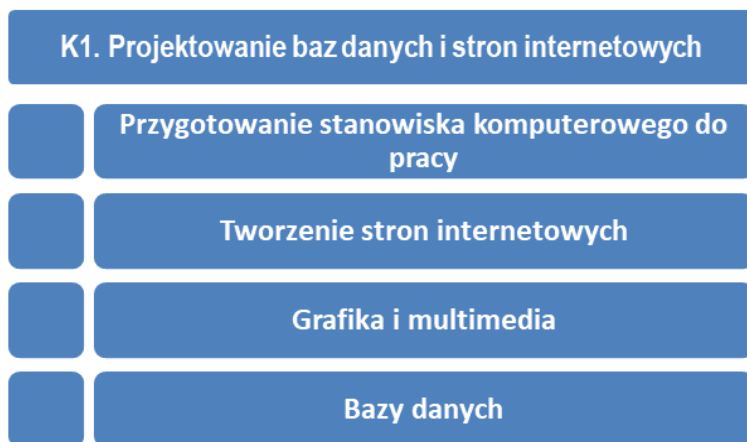 K1. Projektowanie baz danych i stron internetowych
Przygotowanie stanowiska komputerowego do
pracy
Tworzenie stron internetowych
Grafika i multimedia
Bazy danych